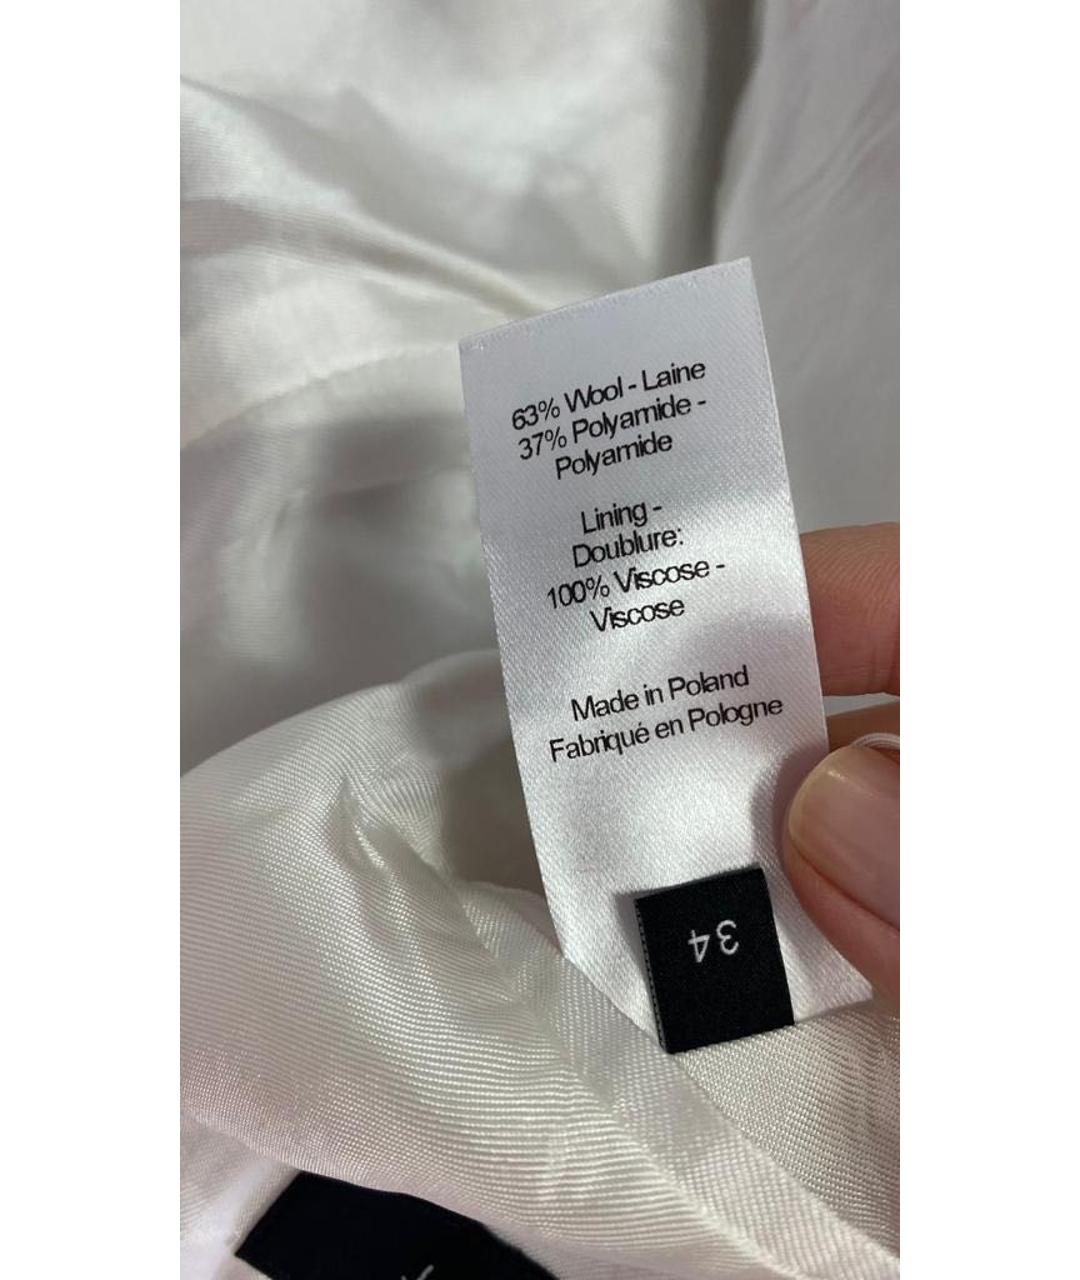 63% Wool - Laine
37% Polyamide -
Polyamide
Lining -
Doublure:
100% Viscose -
Viscose
Made in Poland
Fabriqué en Pologne
34